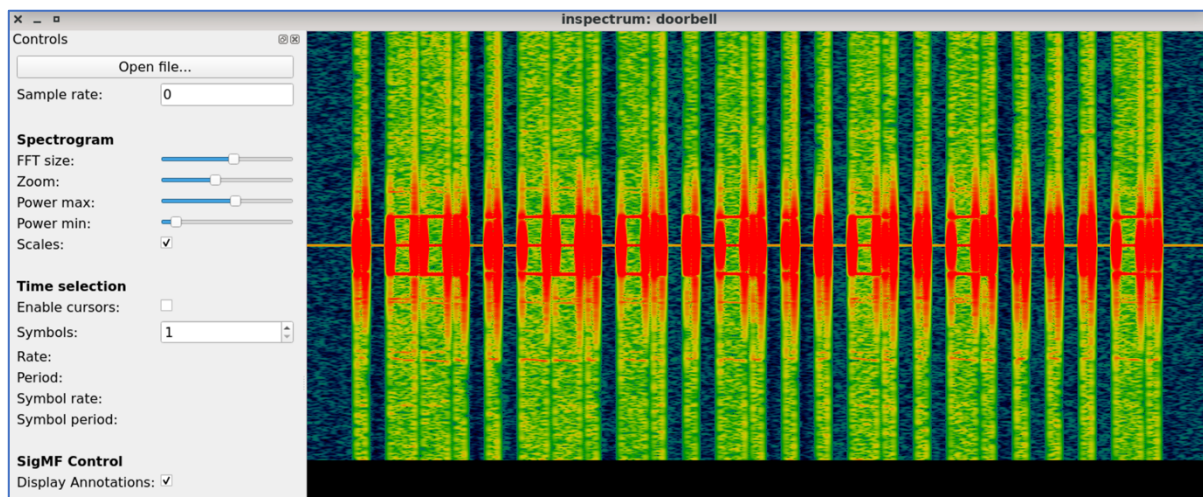 inspectrum: doorbell
Controls
Open file...
Sample rate: 0
Spectrogram
FFT size:
Zoom:
Power max:
Power min:
Scales:
Time selection
Enable cursors:
Symbols: 1
Rate:
Period:
Symbol rate:
Symbol period:
SigMF Control
Display Annotations: